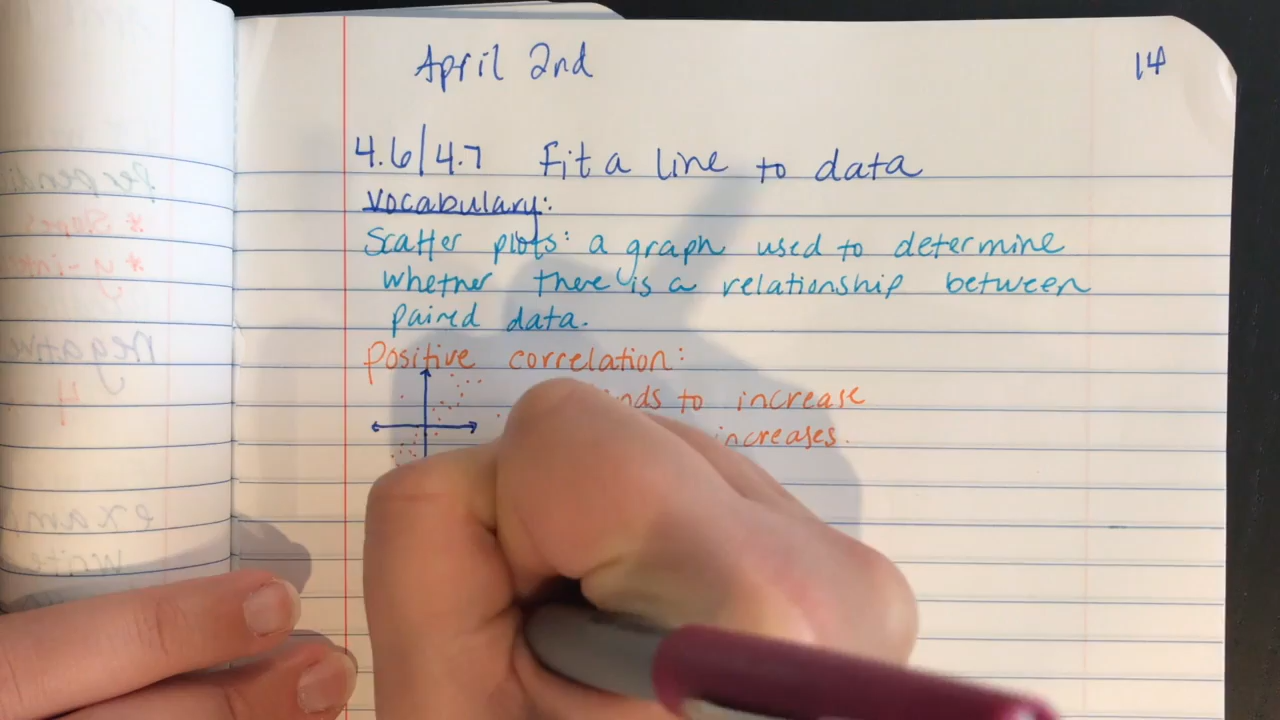 April 2nd
14
4.6/4.7 Fit a line to data
Vocabulary:
Scatter plots: a graph used to determine
whether there is a relationship between
paired data.
positive correlation:
to increase
increases.